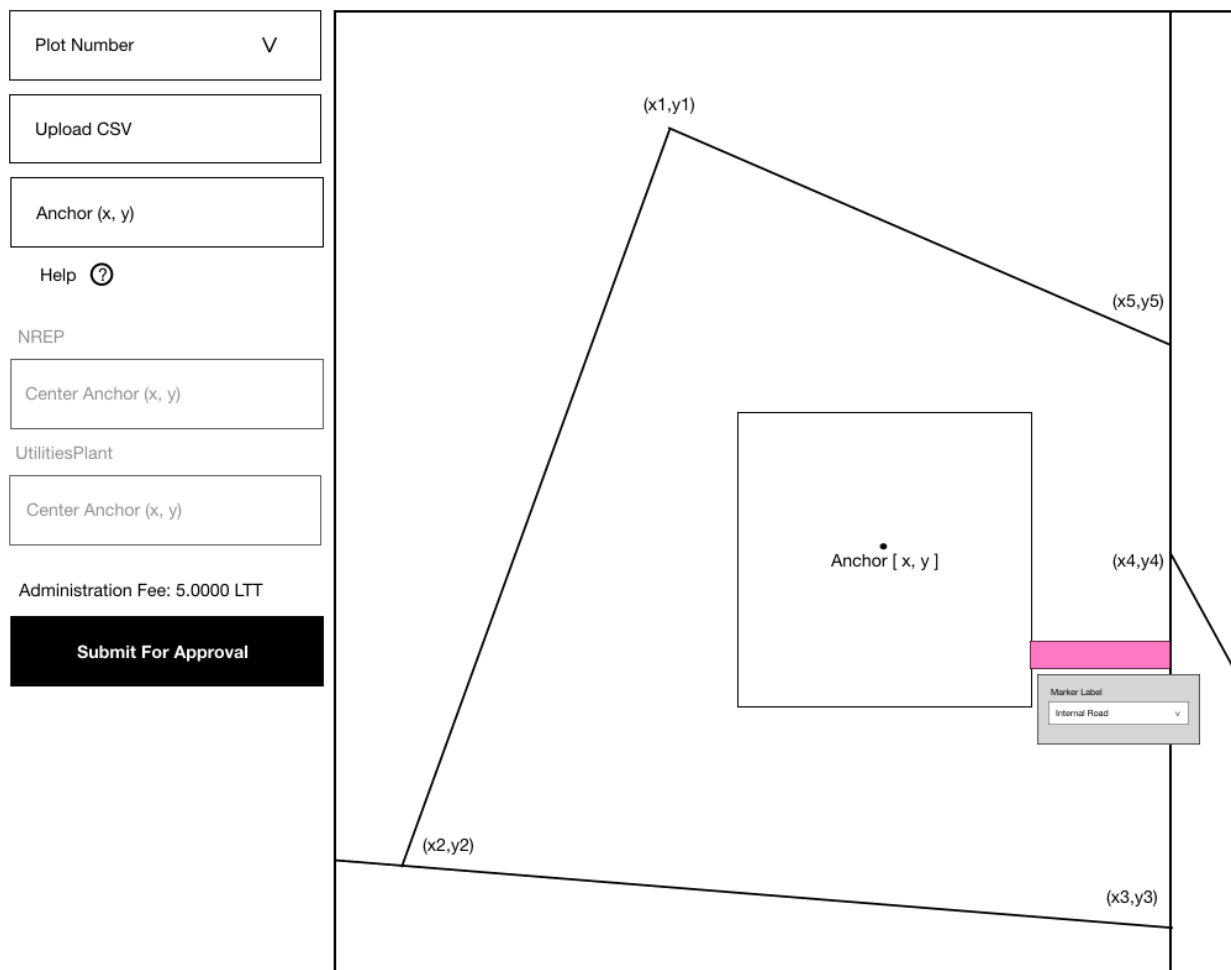 Plot Number V
Upload CSV
Anchor (x, y)
Help ?
NREP
Center Anchor (x, y)
UtilitiesPlant
Center Anchor (x, y)
Administration Fee: 5.0000 LTT
Submit For Approval
(x1,y1)
(x5,y5)
Anchor [ x, y ]
(x4,y4)
Marker Label
Internal Road v
(x2,y2)
(x3,y3)